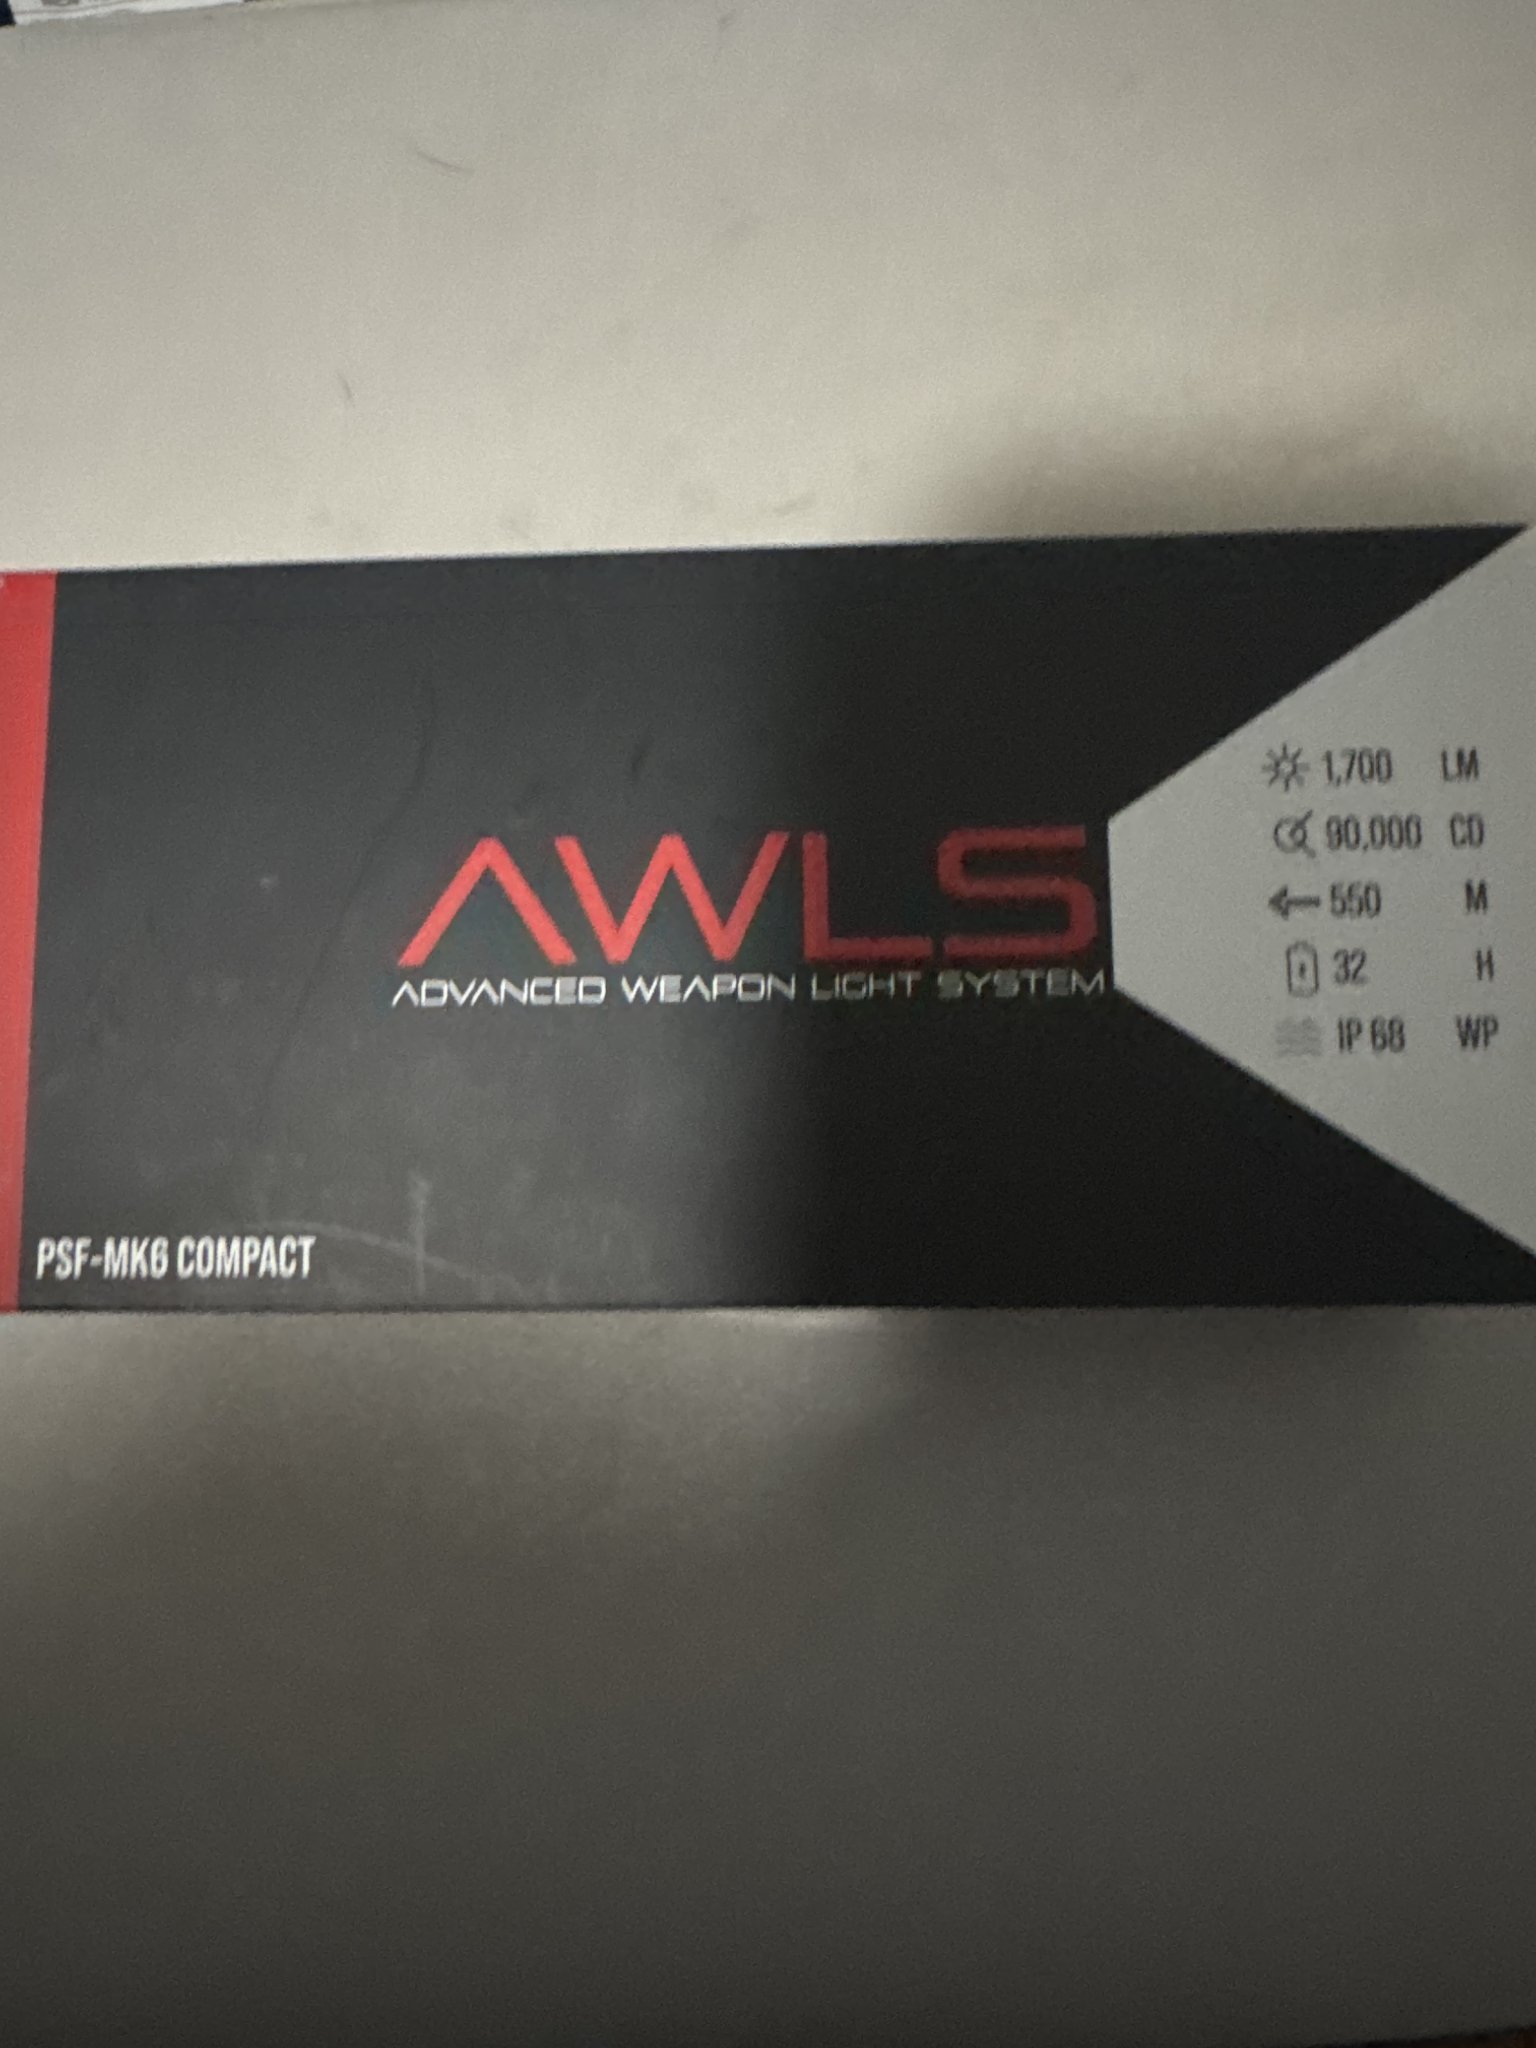 AWLS
ADVANCED WEAPON LIGHT SYSTEM
1,700 LM
90,000 CD
550 M
32 H
IP 68 WP
PSF-MK6 COMPACT